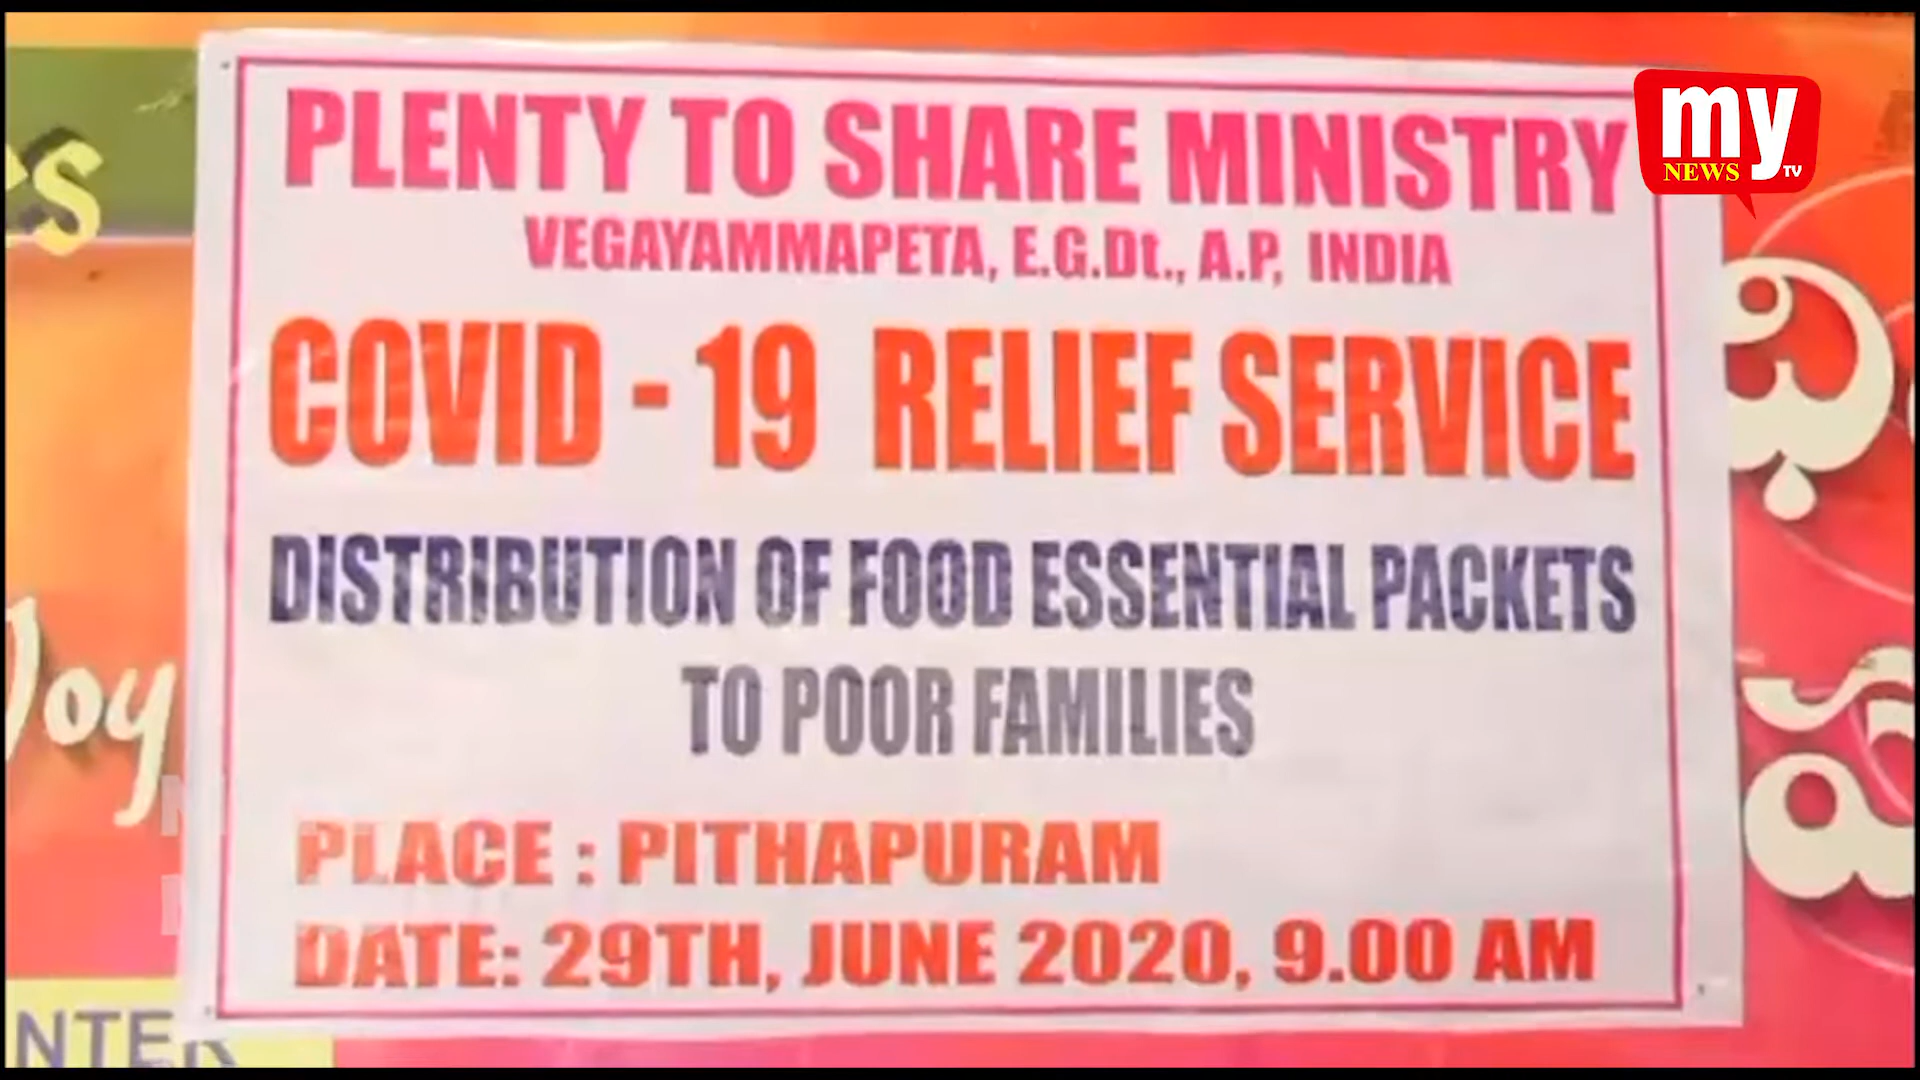 PLENTY TO SHARE MINISTRY
VEGAYAMMAPETA, E.G.Dt., A.P, INDIA
COVID - 19 RELIEF SERVICE
DISTRIBUTION OF FOOD ESSENTIAL PACKETS
TO POOR FAMILIES
PLACE : PITHAPURAM
DATE: 29TH, JUNE 2020, 9.00 AM
my
NEWS TV
Joy